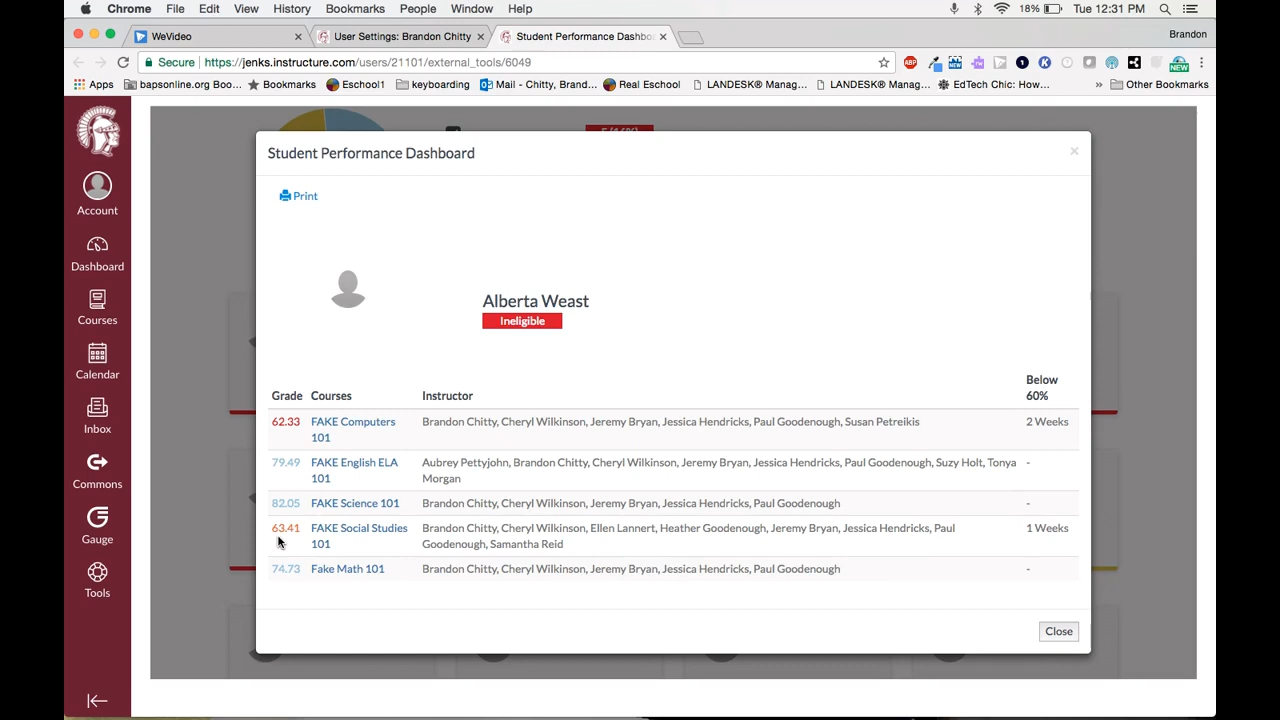 Chrome File Edit View History Bookmarks People Window Help 18% Tue 12:31 PM
WeVideo × User Settings: Brandon Chitty × Student Performance Dashbo × Brandon
Secure https://jenks.instructure.com/users/21101/external_tools/6049
Apps bapsonline.org Boo... Bookmarks Eschool1 keyboarding Mail - Chitty, Brand... Real Eschool LANDESK® Manag... LANDESK® Manag... EdTech Chic: How... » Other Bookmarks
Account
Dashboard
Courses
Calendar
Inbox
Commons
Gauge
Tools
Student Performance Dashboard ×
Print
Alberta Weast
Ineligible
Grade Courses Instructor Below 60%
62.33 FAKE Computers 101 Brandon Chitty, Cheryl Wilkinson, Jeremy Bryan, Jessica Hendricks, Paul Goodenough, Susan Petreikis 2 Weeks
79.49 FAKE English ELA 101 Aubrey Pettyjohn, Brandon Chitty, Cheryl Wilkinson, Jeremy Bryan, Jessica Hendricks, Paul Goodenough, Suzy Holt, Tonya Morgan -
82.05 FAKE Science 101 Brandon Chitty, Cheryl Wilkinson, Jeremy Bryan, Jessica Hendricks, Paul Goodenough -
63.41 FAKE Social Studies 101 Brandon Chitty, Cheryl Wilkinson, Ellen Lannert, Heather Goodenough, Jeremy Bryan, Jessica Hendricks, Paul Goodenough, Samantha Reid 1 Weeks
74.73 Fake Math 101 Brandon Chitty, Cheryl Wilkinson, Jeremy Bryan, Jessica Hendricks, Paul Goodenough -
Close